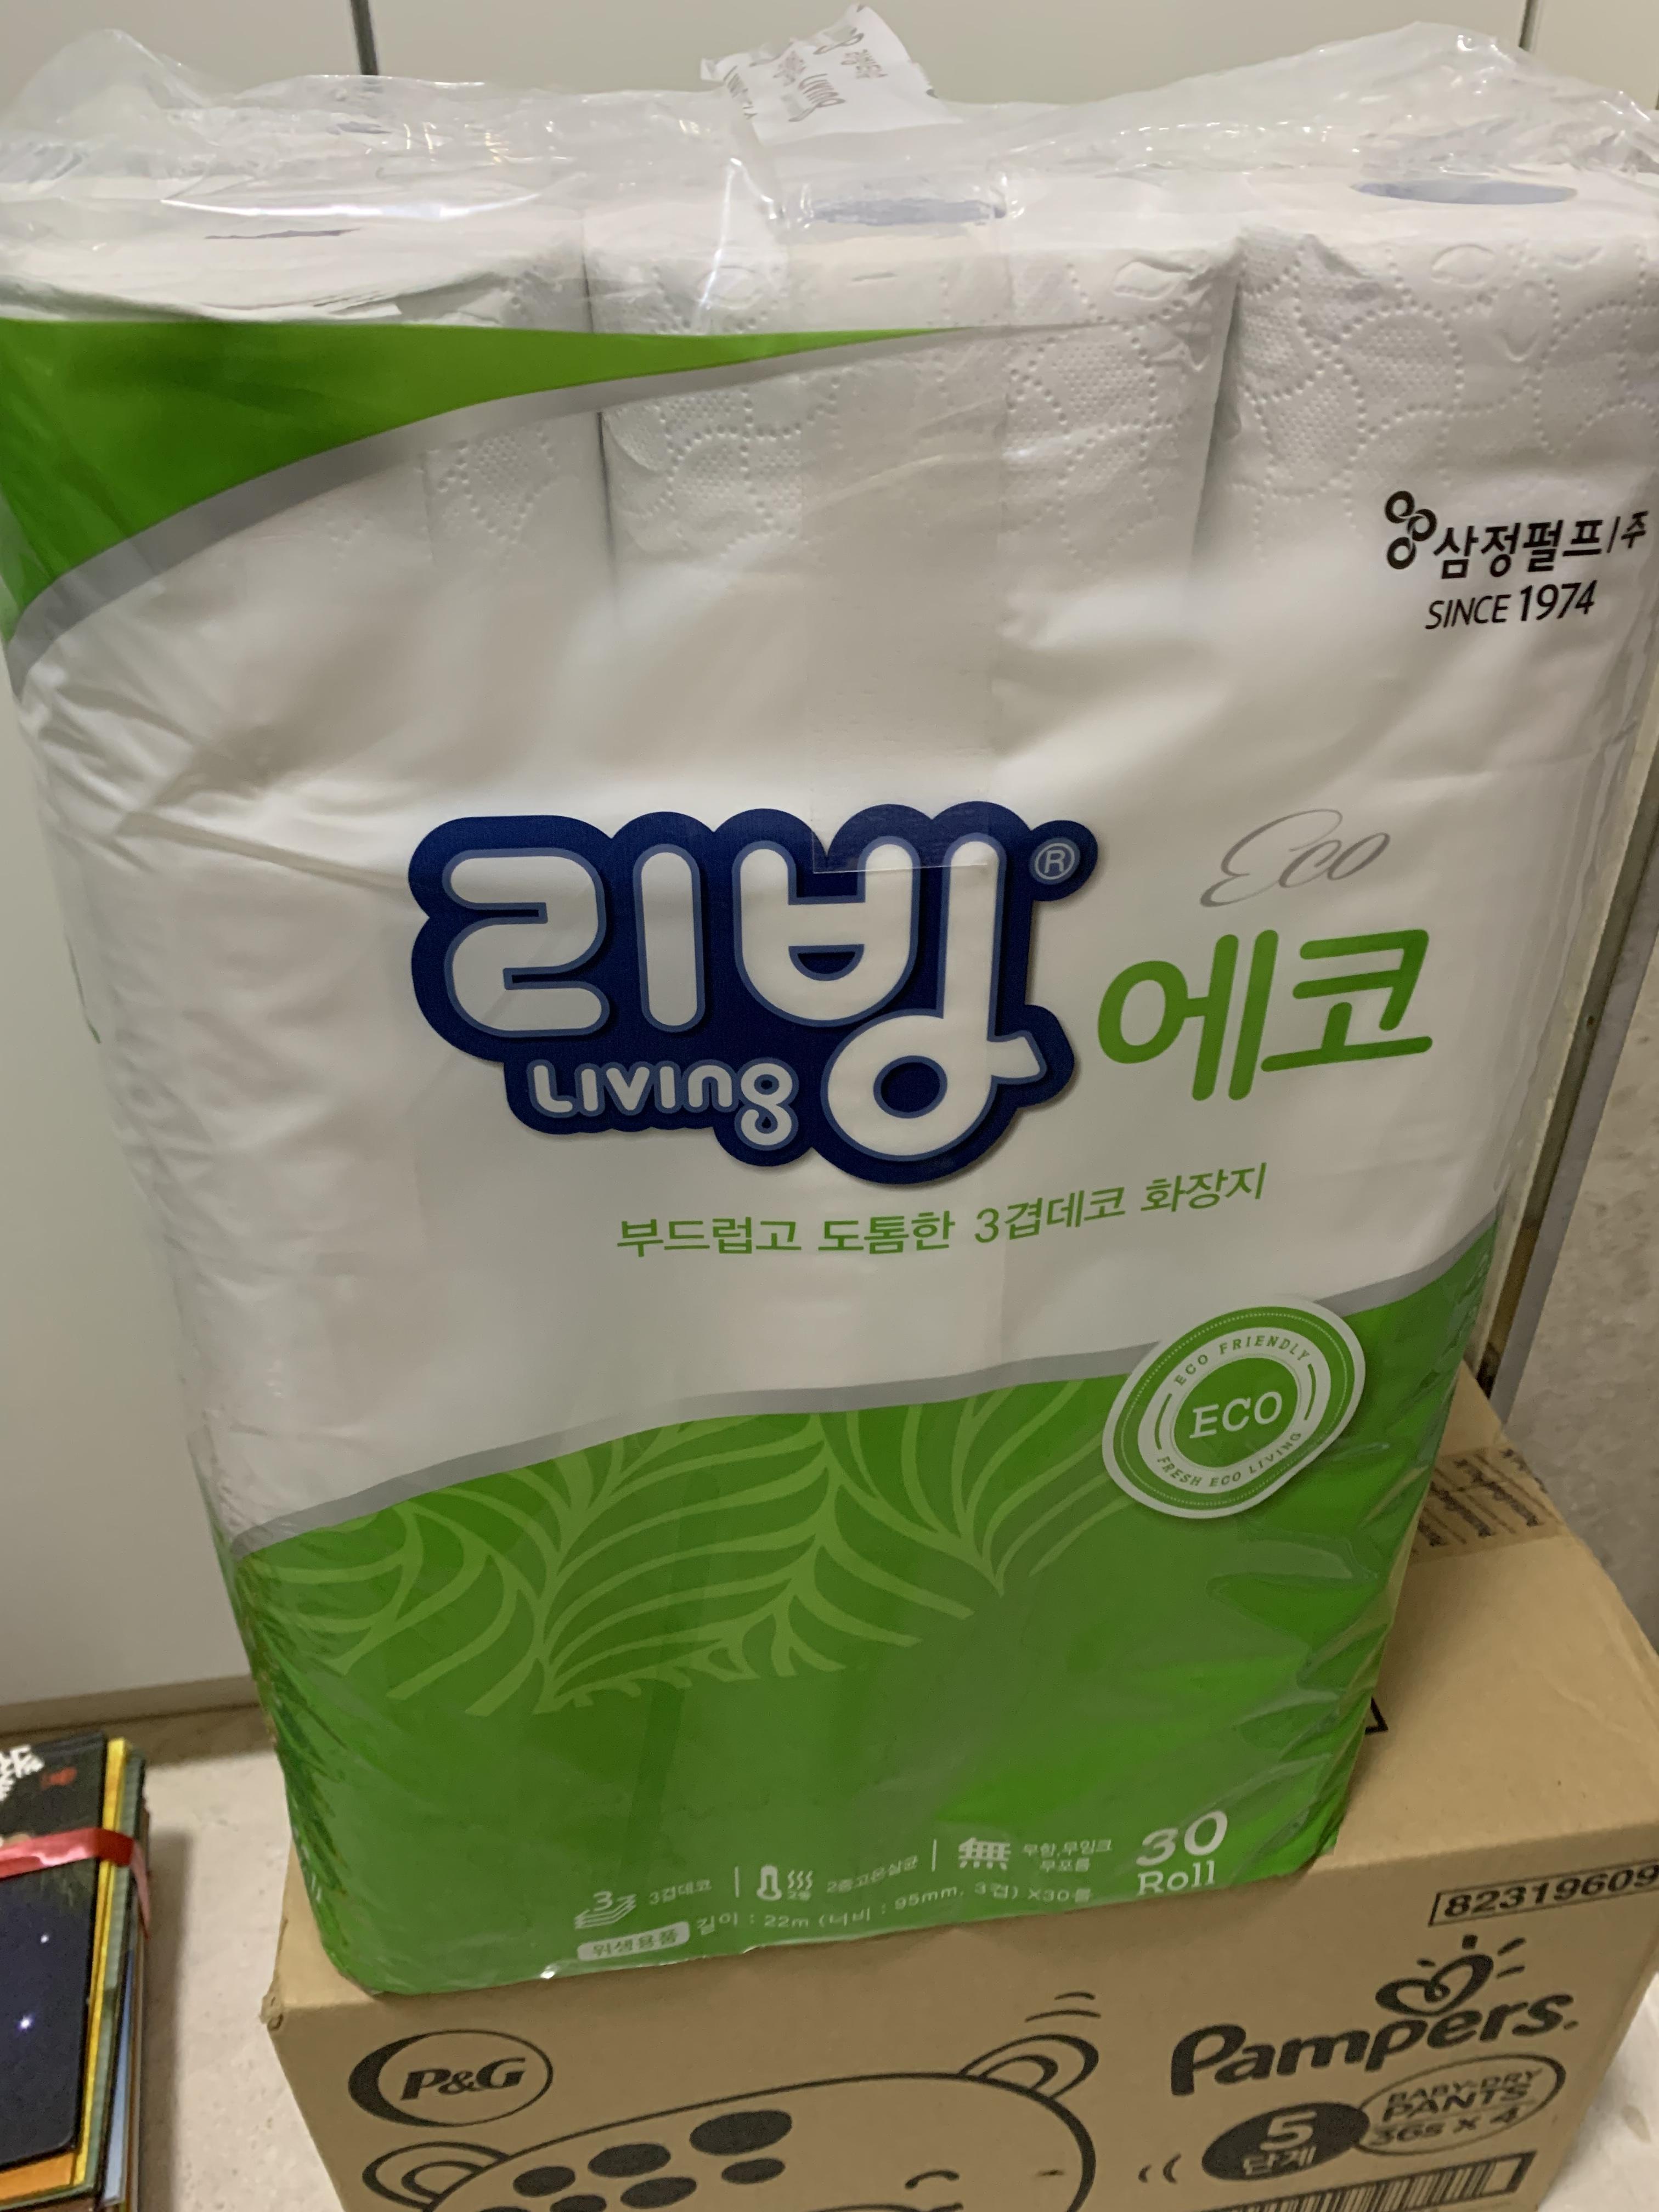 삼정펄프/주
SINCE 1974
리빙®
LIVING
Eco
에코
부드럽고 도톰한 3겹데코 화장지
ECO FRIENDLY
ECO
FRESH ECO LIVING
3겹 3겹데코
2중고온살균
無 무향,무잉크
무포름
30
Roll
위생용품 길이 : 22m (너비 : 95mm, 3겹) X30롤
82319609
P&G
Pampers.
5
단계
BABY-DRY
PANTS
36s X 4